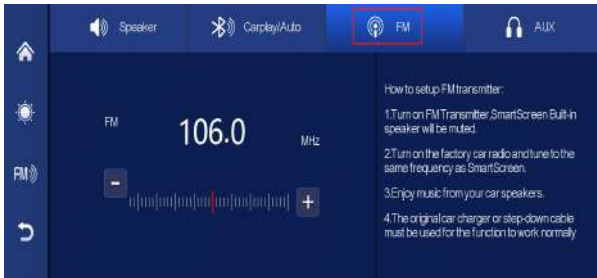 Speaker
Carplay/Auto
FM
AUX
FM
106.0
MHz
FM
How to setup FM transmitter:
1.Turn on FM Transmitter,SmartScreen Built-in
speaker will be muted.
2.Turn on the factory car radio and tune to the
same frequency as SmartScreen.
3.Enjoy music from your car speakers.
4.The original car charger or step-down cable
must be used for the function to work normally